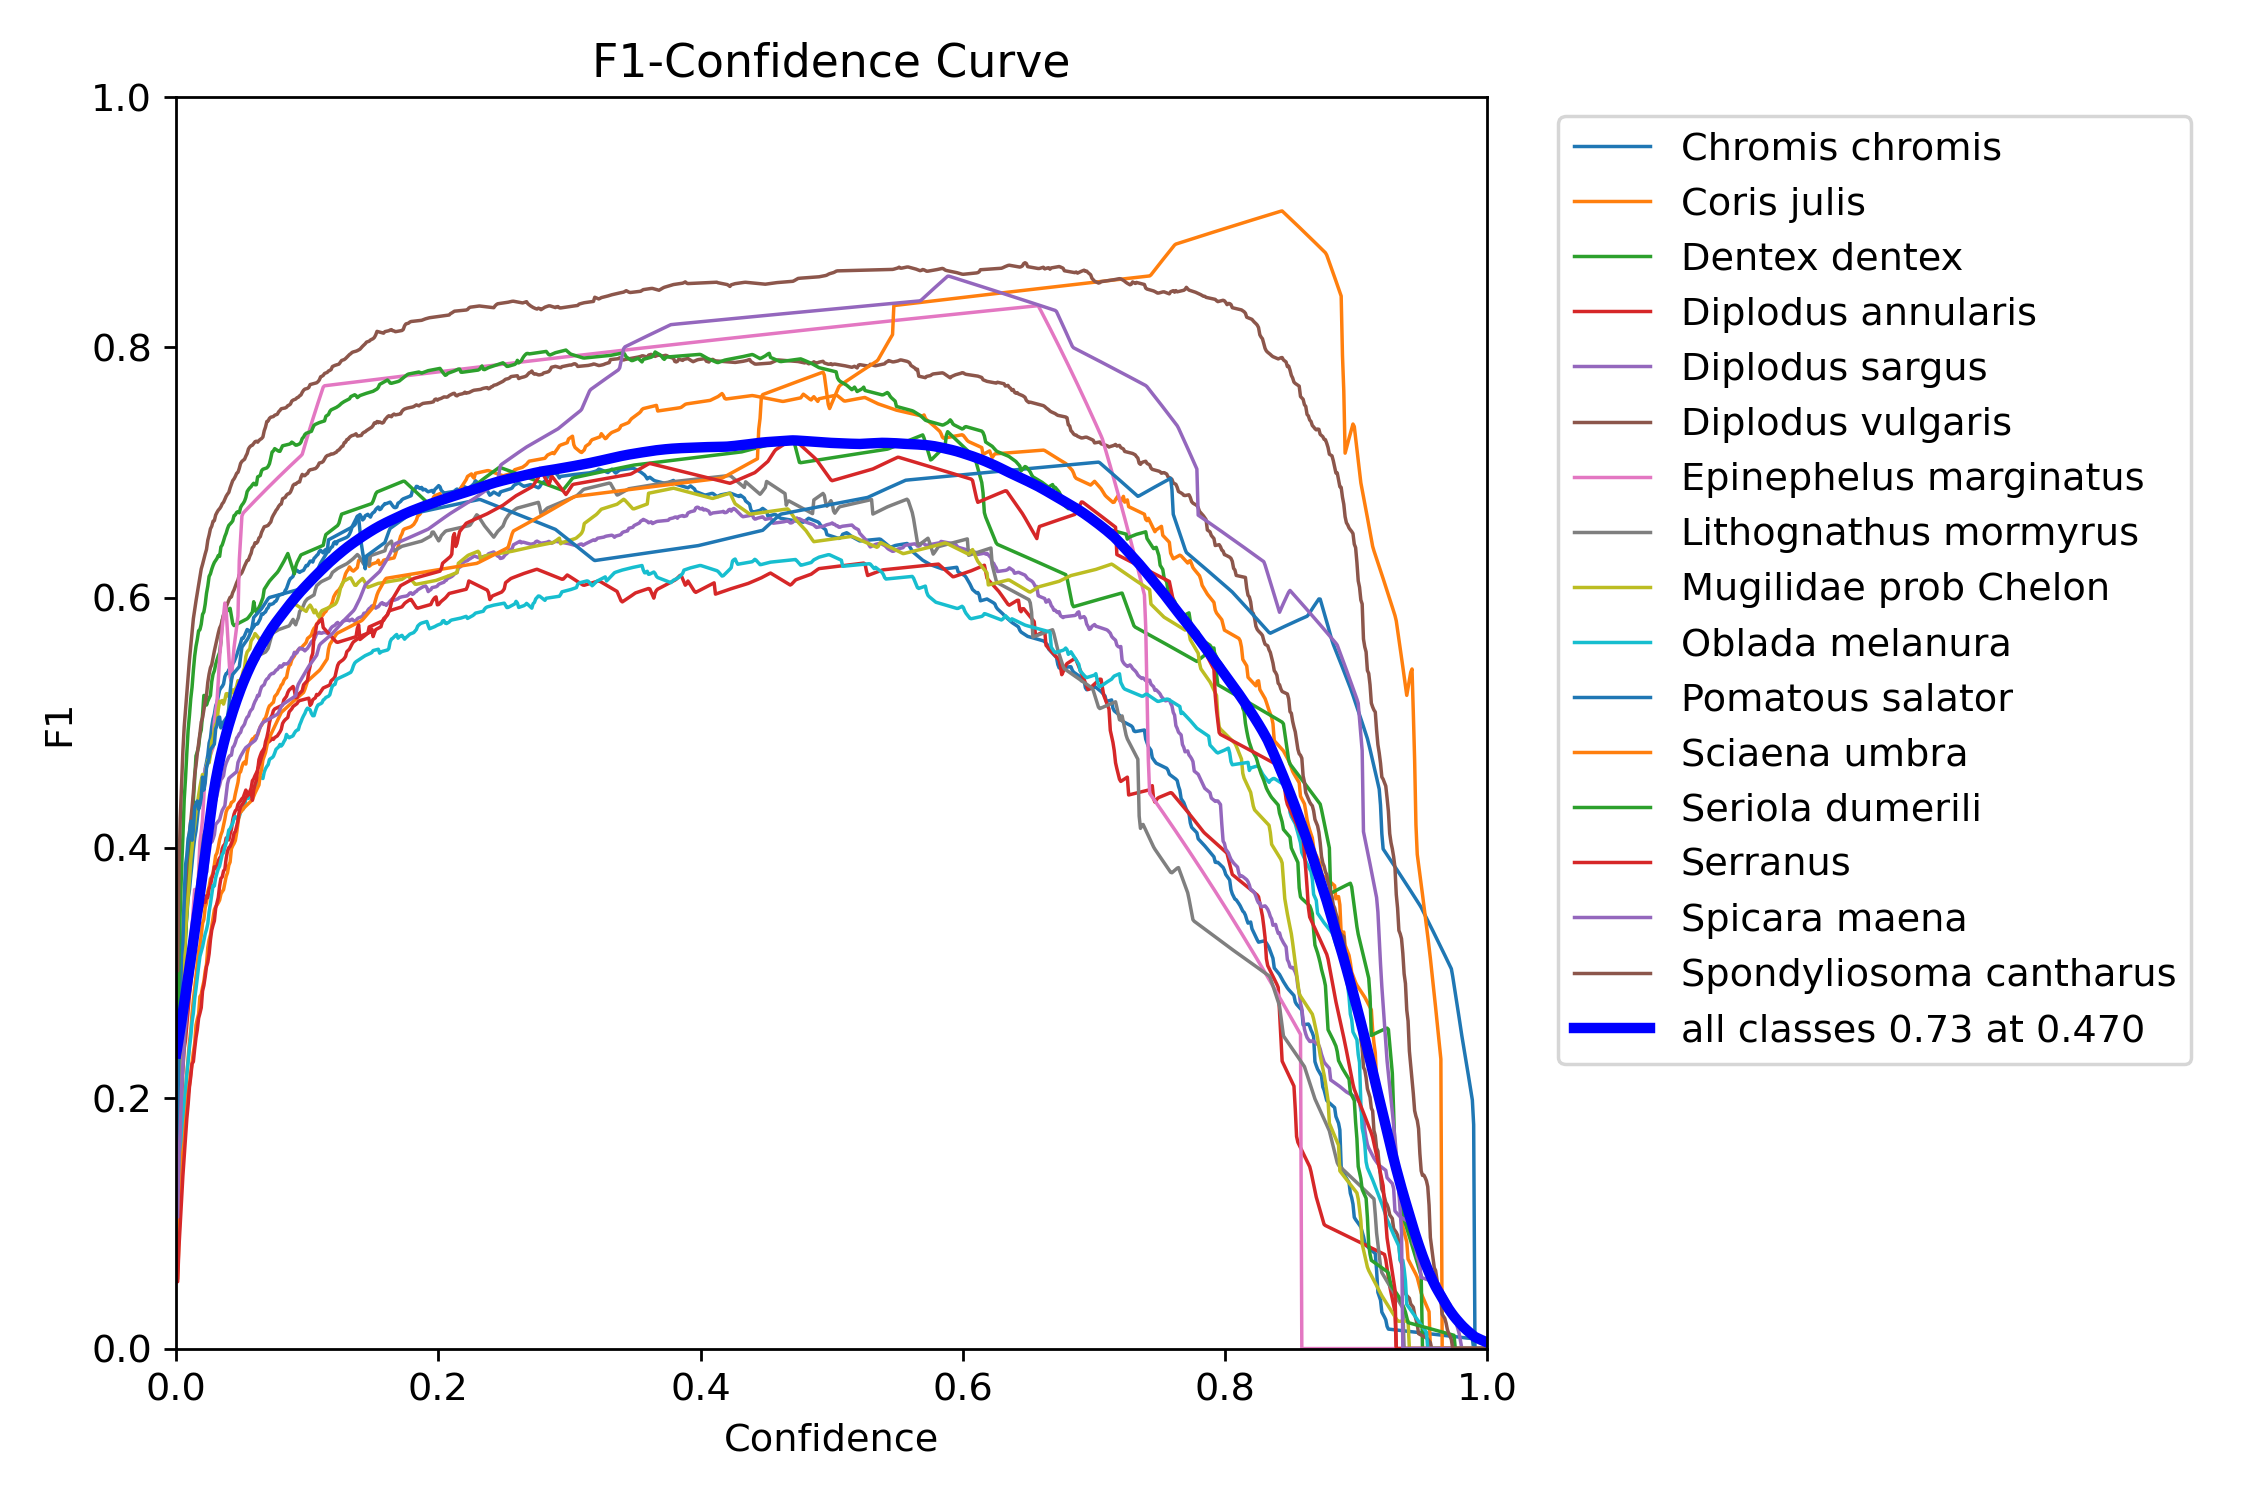 F1-Confidence Curve
1.0
0.8
0.6
0.4
0.2
0.0
F1
0.0 0.2 0.4 0.6 0.8 1.0
Confidence
Chromis chromis
Coris julis
Dentex dentex
Diplodus annularis
Diplodus sargus
Diplodus vulgaris
Epinephelus marginatus
Lithognathus mormyrus
Mugilidae prob Chelon
Oblada melanura
Pomatous salator
Sciaena umbra
Seriola dumerili
Serranus
Spicara maena
Spondyliosoma cantharus
all classes 0.73 at 0.470